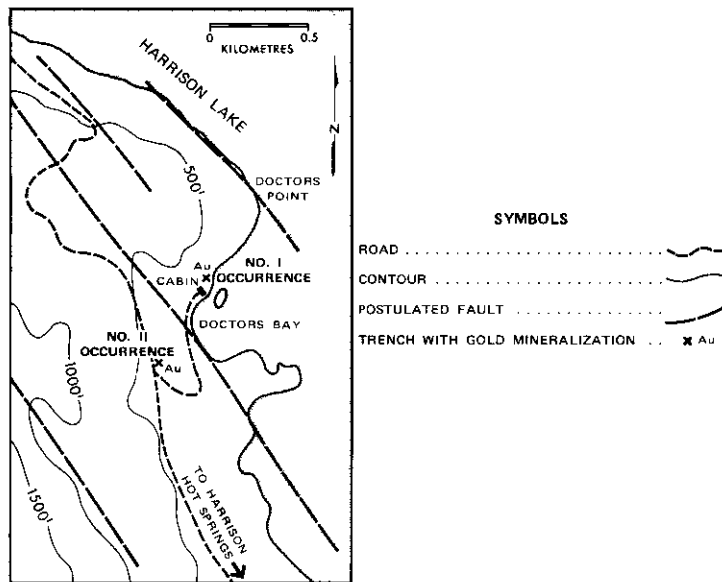 0 0.5
KILOMETRES
HARRISON LAKE
N
500'
DOCTORS
POINT
NO. I
OCCURRENCE
Au
CABIN
DOCTORS BAY
NO. II
OCCURRENCE
Au
1000'
1500'
TO HARRISON
HOT SPRINGS
SYMBOLS
ROAD
CONTOUR
POSTULATED FAULT
TRENCH WITH GOLD MINERALIZATION . . x Au